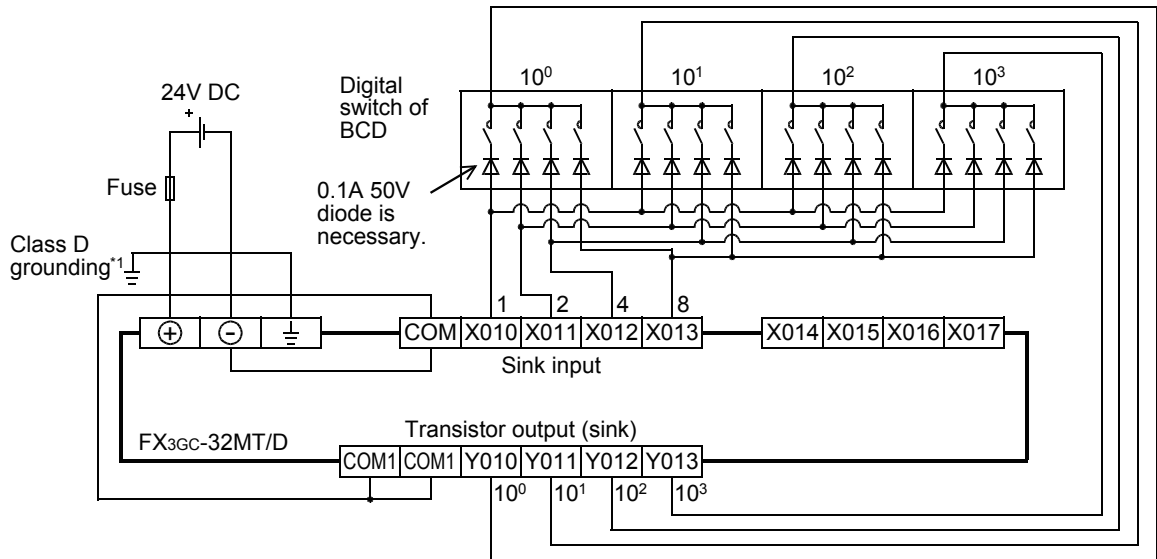 10⁰ 10¹ 10² 10³
Digital
switch of
BCD
24V DC
+
Fuse
0.1A 50V
diode is
necessary.
Class D
grounding*1
1 2 4 8
+ - COM X010 X011 X012 X013 X014 X015 X016 X017
Sink input
FX3GC-32MT/D
Transistor output (sink)
COM1 COM1 Y010 Y011 Y012 Y013
10⁰ 10¹ 10² 10³